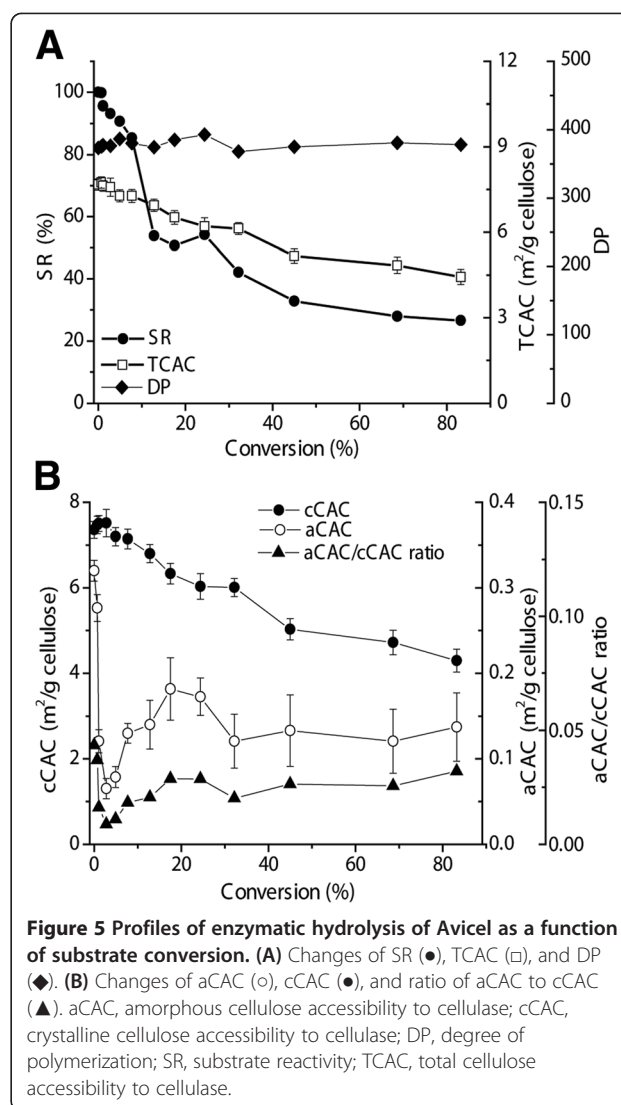 A
100
80
60
40
20
SR (%)
12
9
6
3
0
TCAC (m²/g cellulose)
500
400
300
200
100
0
DP
SR
TCAC
DP
0 20 40 60 80
Conversion (%)
B
8
6
4
2
0
cCAC (m²/g cellulose)
cCAC
aCAC
aCAC/cCAC ratio
0.4
0.3
0.2
0.1
0.0
aCAC (m²/g cellulose)
0.15
0.10
0.05
0.00
aCAC/cCAC ratio
0 20 40 60 80
Conversion (%)
Figure 5 Profiles of enzymatic hydrolysis of Avicel as a function
of substrate conversion. (A) Changes of SR (●), TCAC (□), and DP
(◆). (B) Changes of aCAC (○), cCAC (●), and ratio of aCAC to cCAC
(▲). aCAC, amorphous cellulose accessibility to cellulase; cCAC,
crystalline cellulose accessibility to cellulase; DP, degree of
polymerization; SR, substrate reactivity; TCAC, total cellulose
accessibility to cellulase.